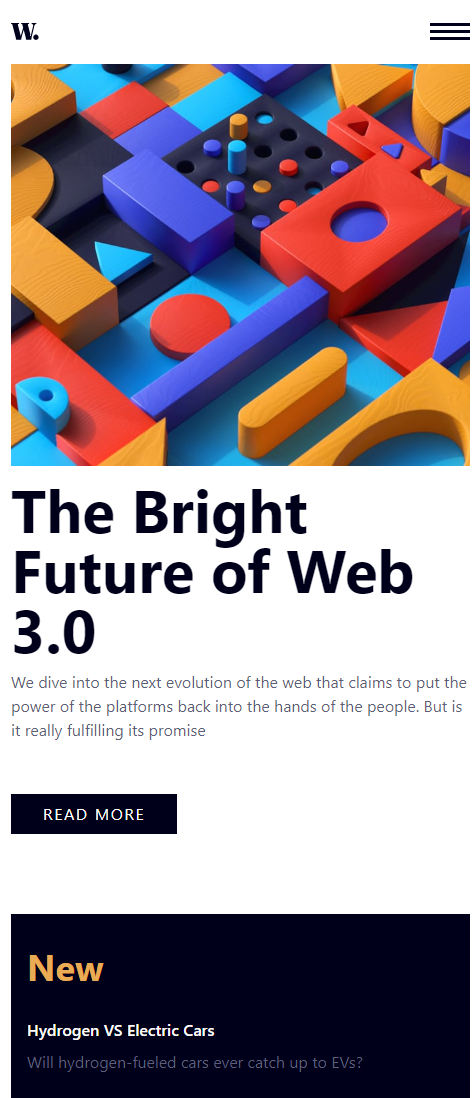 W.
The Bright
Future of Web
3.0
We dive into the next evolution of the web that claims to put the
power of the platforms back into the hands of the people. But is
it really fulfilling its promise
READ MORE
New
Hydrogen VS Electric Cars
Will hydrogen-fueled cars ever catch up to EVs?